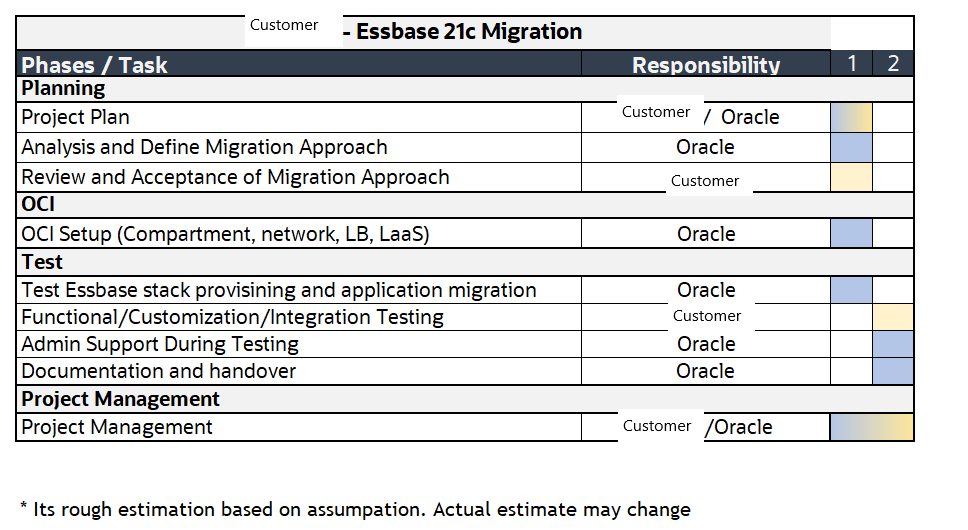 Customer - Essbase 21c Migration
Phases / Task Responsibility 1 2
Planning
Project Plan Customer / Oracle
Analysis and Define Migration Approach Oracle
Review and Acceptance of Migration Approach Customer
OCI
OCI Setup (Compartment, network, LB, LaaS) Oracle
Test
Test Essbase stack provisining and application migration Oracle
Functional/Customization/Integration Testing Customer
Admin Support During Testing Oracle
Documentation and handover Oracle
Project Management
Project Management Customer /Oracle
* Its rough estimation based on assumpation. Actual estimate may change